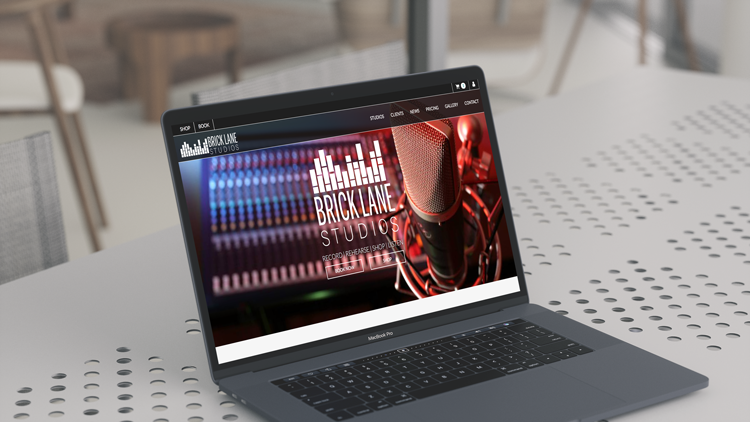 SHOP BOOK
STUDIOS CLIENTS NEWS PRICING GALLERY CONTACT
BRICK LANE
STUDIOS
BRICK LANE
STUDIOS
RECORD | REHEARSE | SHOP | LISTEN
BOOK NOW
MacBook Pro